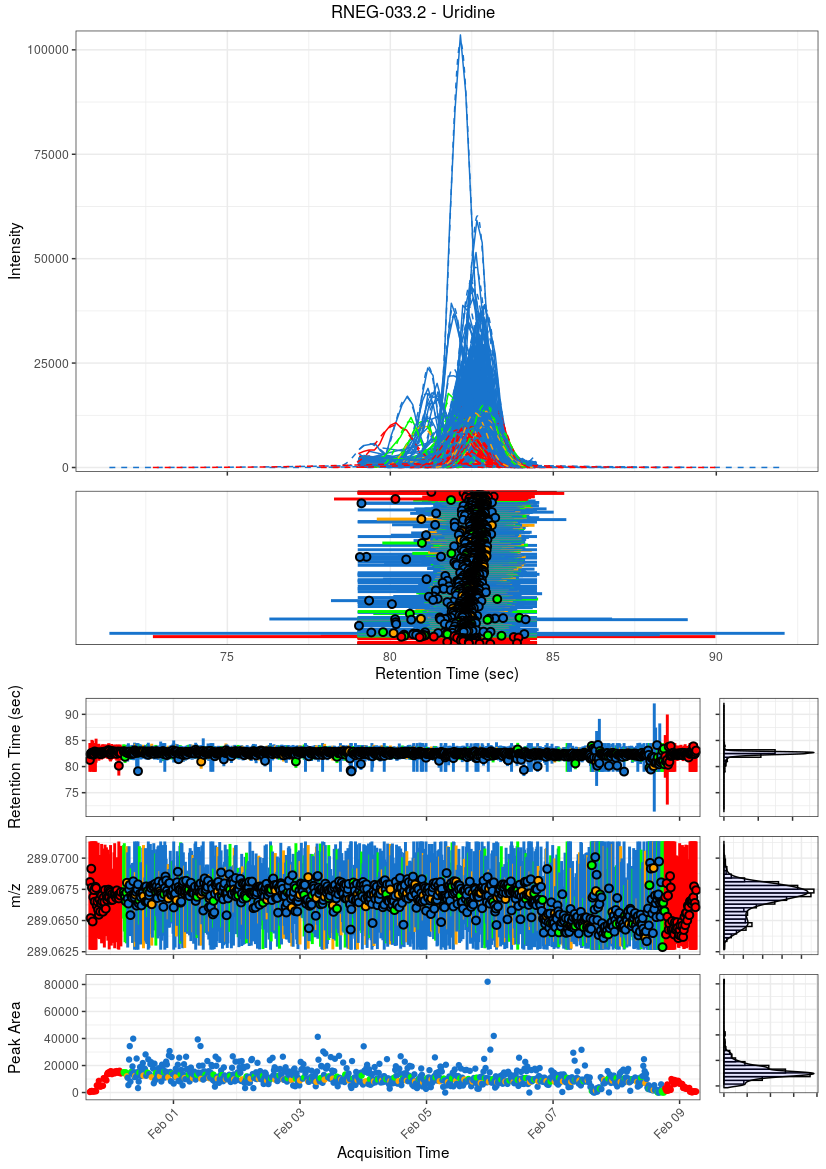 RNEG-033.2 - Uridine
100000
75000
50000
25000
0
Intensity
75
80
85
90
Retention Time (sec)
90
85
80
75
Retention Time (sec)
289.0700
289.0675
289.0650
289.0625
m/z
80000
60000
40000
20000
0
Peak Area
Feb 01
Feb 03
Feb 05
Feb 07
Feb 09
Acquisition Time